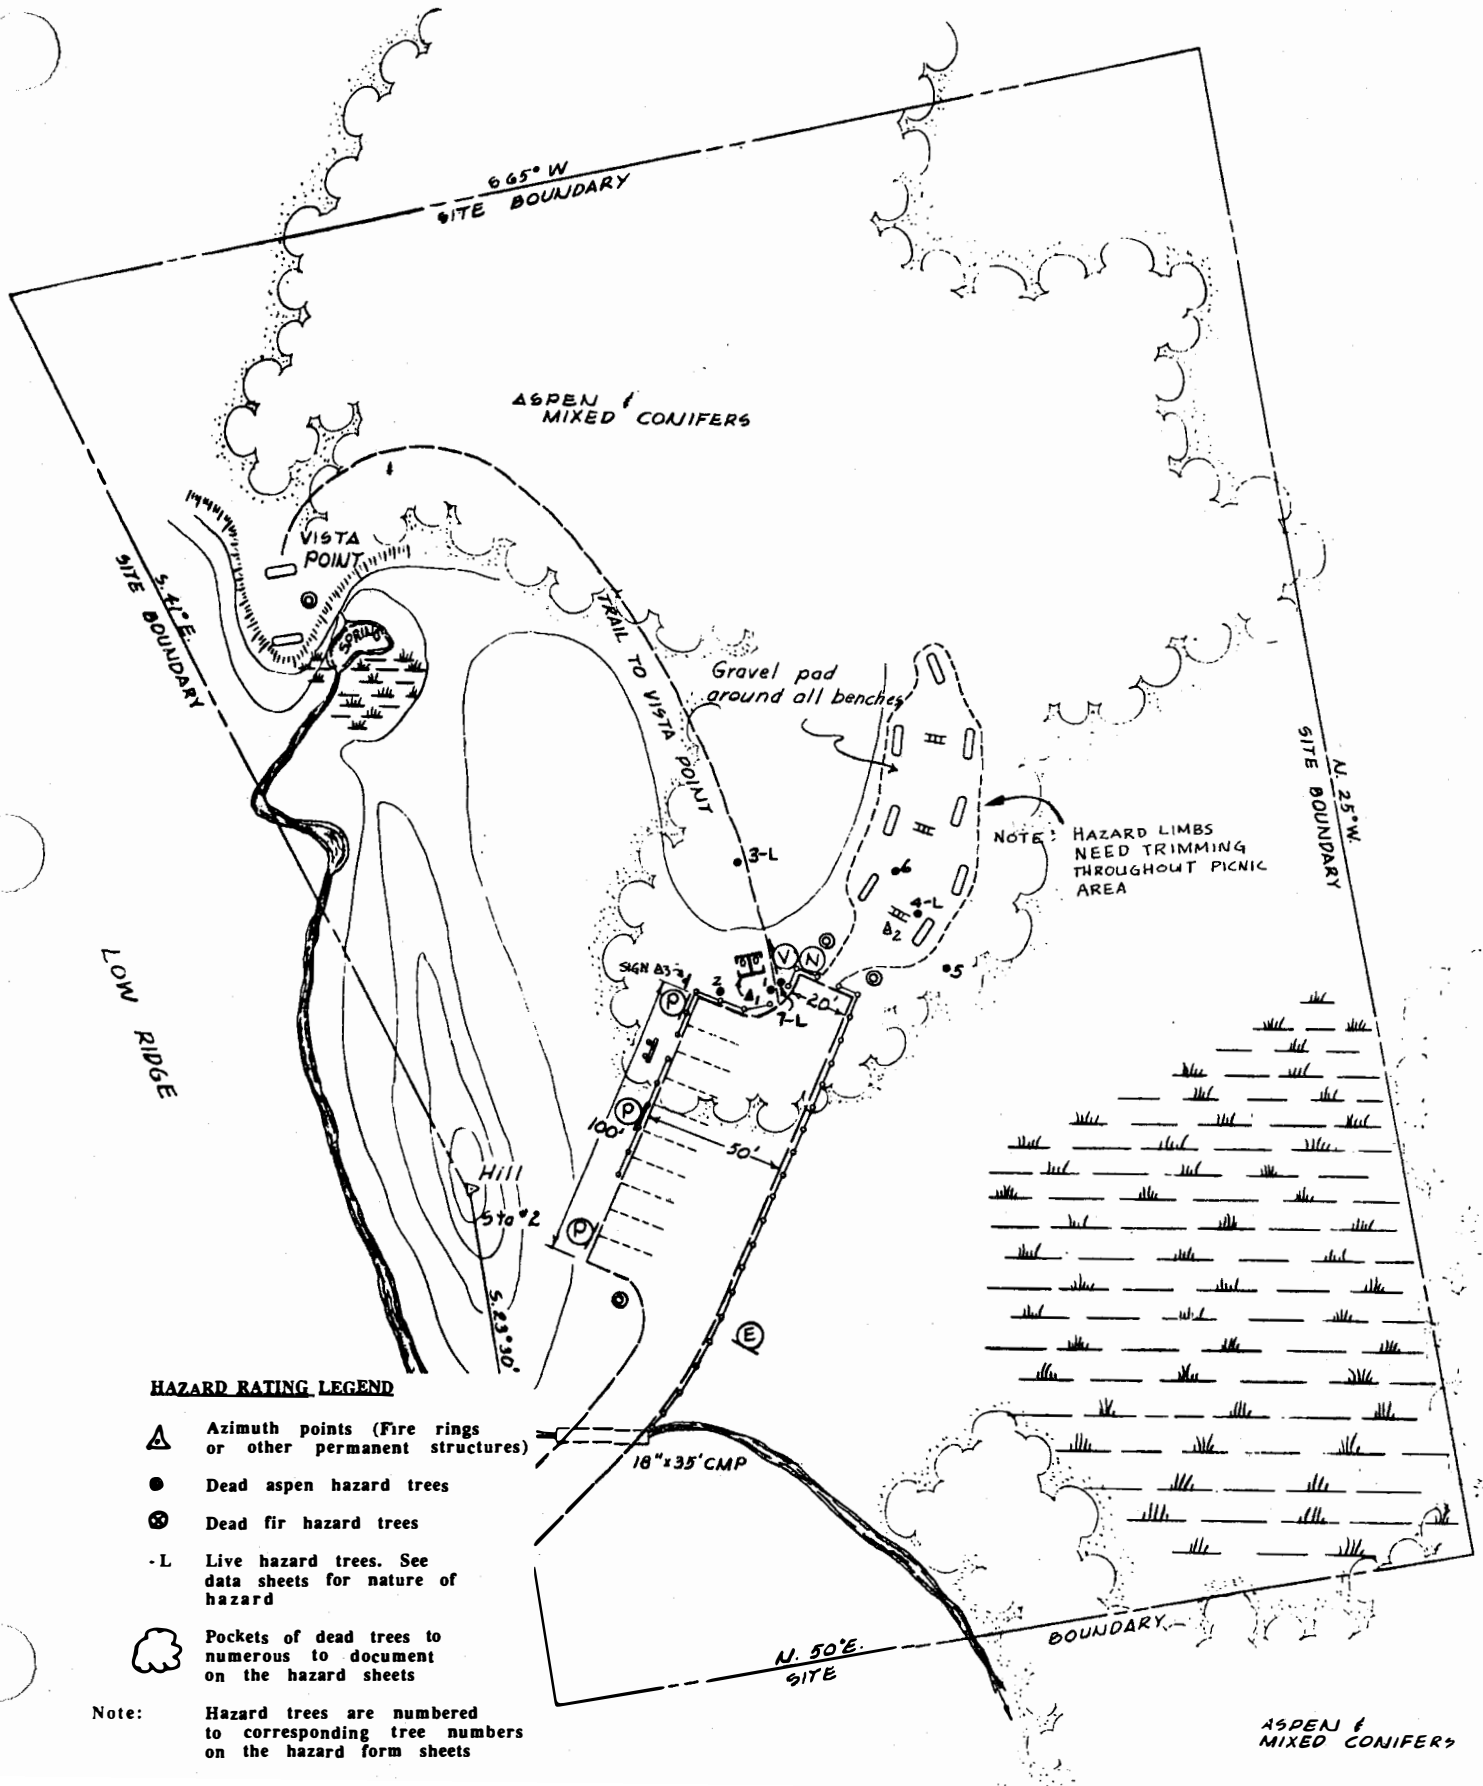 S 65° W
SITE BOUNDARY
ASPEN &
MIXED CONIFERS
VISTA
POINT
S. 41° E.
SITE BOUNDARY
SPRING
TRAIL TO VISTA POINT
Gravel pad
around all benches
N. 25° W.
SITE BOUNDARY
NOTE: HAZARD LIMBS
NEED TRIMMING
THROUGHOUT PICNIC
AREA
3-L
6
4-L
2
5
V
N
SIGN Δ3
2
1
1
20'
7-L
P
LOW RIDGE
P
100'
50'
Hill
Sta #2
P
S. 23° 30'
E
HAZARD RATING LEGEND
Azimuth points (Fire rings
or other permanent structures)
18"x35' CMP
Dead aspen hazard trees
Dead fir hazard trees
-L Live hazard trees. See
data sheets for nature of
hazard
Pockets of dead trees to
numerous to document
on the hazard sheets
N. 50° E.
SITE BOUNDARY
Note: Hazard trees are numbered
to corresponding tree numbers
on the hazard form sheets
ASPEN &
MIXED CONIFERS